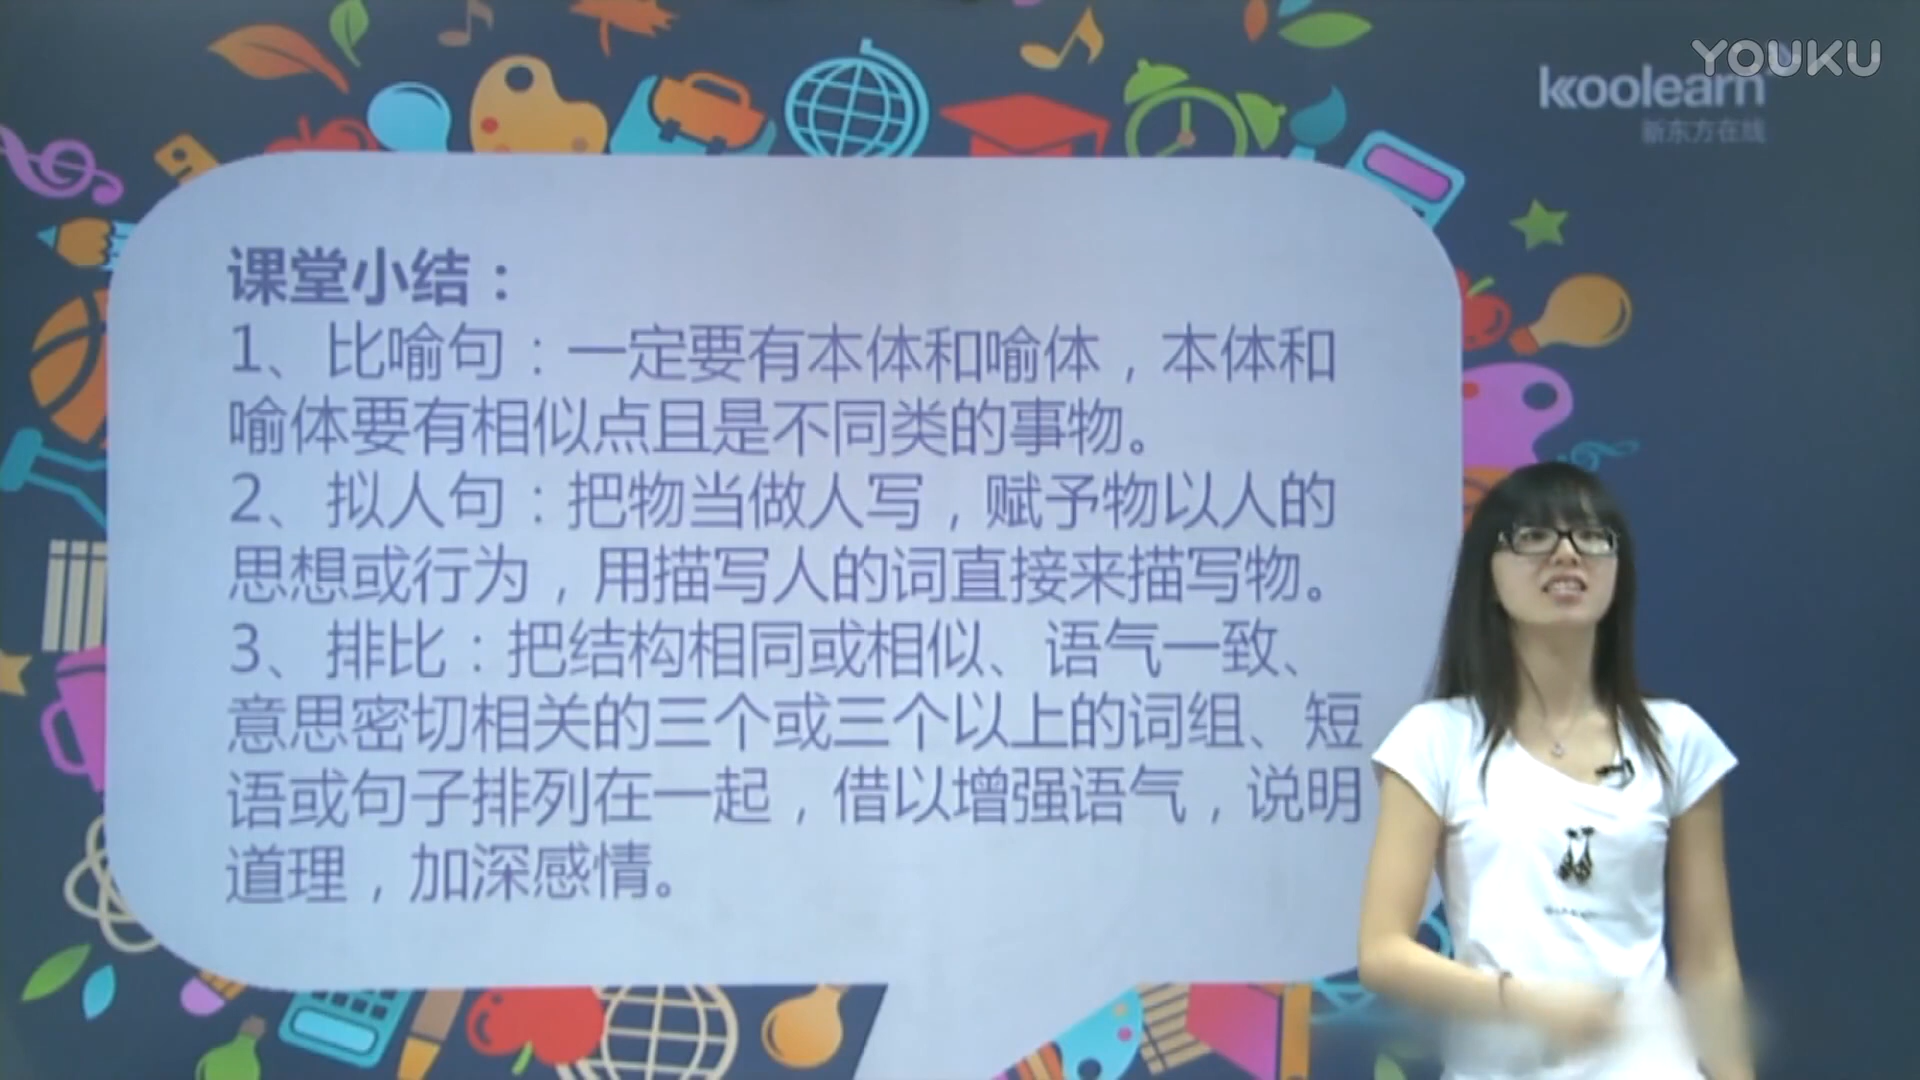 YOUKU
koolearn
新东方在线
课堂小结：
1、比喻句：一定要有本体和喻体，本体和
喻体要有相似点且是不同类的事物。
2、拟人句：把物当做人写，赋予物以人的
思想或行为，用描写人的词直接来描写物。
3、排比：把结构相同或相似、语气一致、
意思密切相关的三个或三个以上的词组、短
语或句子排列在一起，借以增强语气，说明
道理，加深感情。